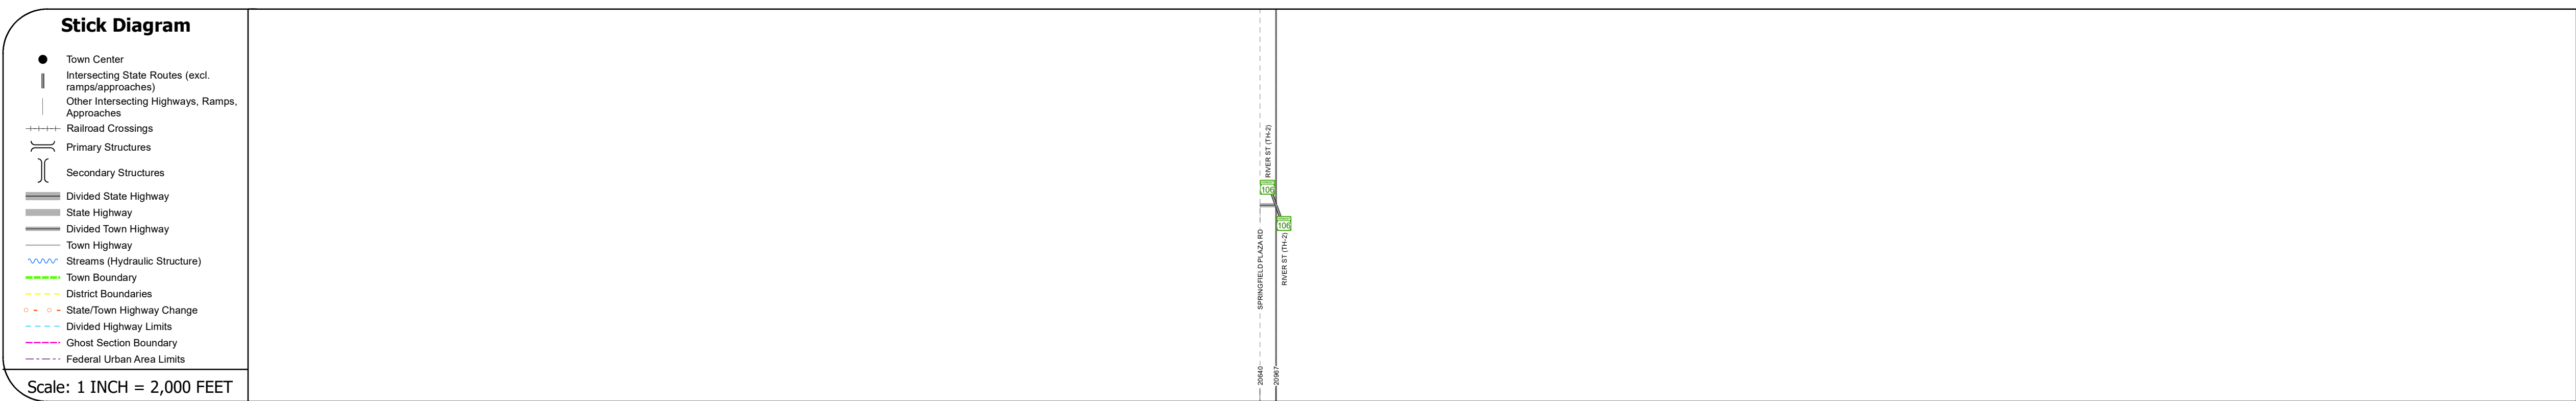 Stick Diagram
Town Center
Intersecting State Routes (excl.
ramps/approaches)
Other Intersecting Highways, Ramps,
Approaches
Railroad Crossings
Primary Structures
Secondary Structures
Divided State Highway
State Highway
Divided Town Highway
Town Highway
Streams (Hydraulic Structure)
Town Boundary
District Boundaries
State/Town Highway Change
Divided Highway Limits
Ghost Section Boundary
Federal Urban Area Limits
Scale: 1 INCH = 2,000 FEET
RIVER ST (TH-2)
106
106
SPRINGFIELD PLAZA RD
RIVER ST (TH-2)
20640
20967